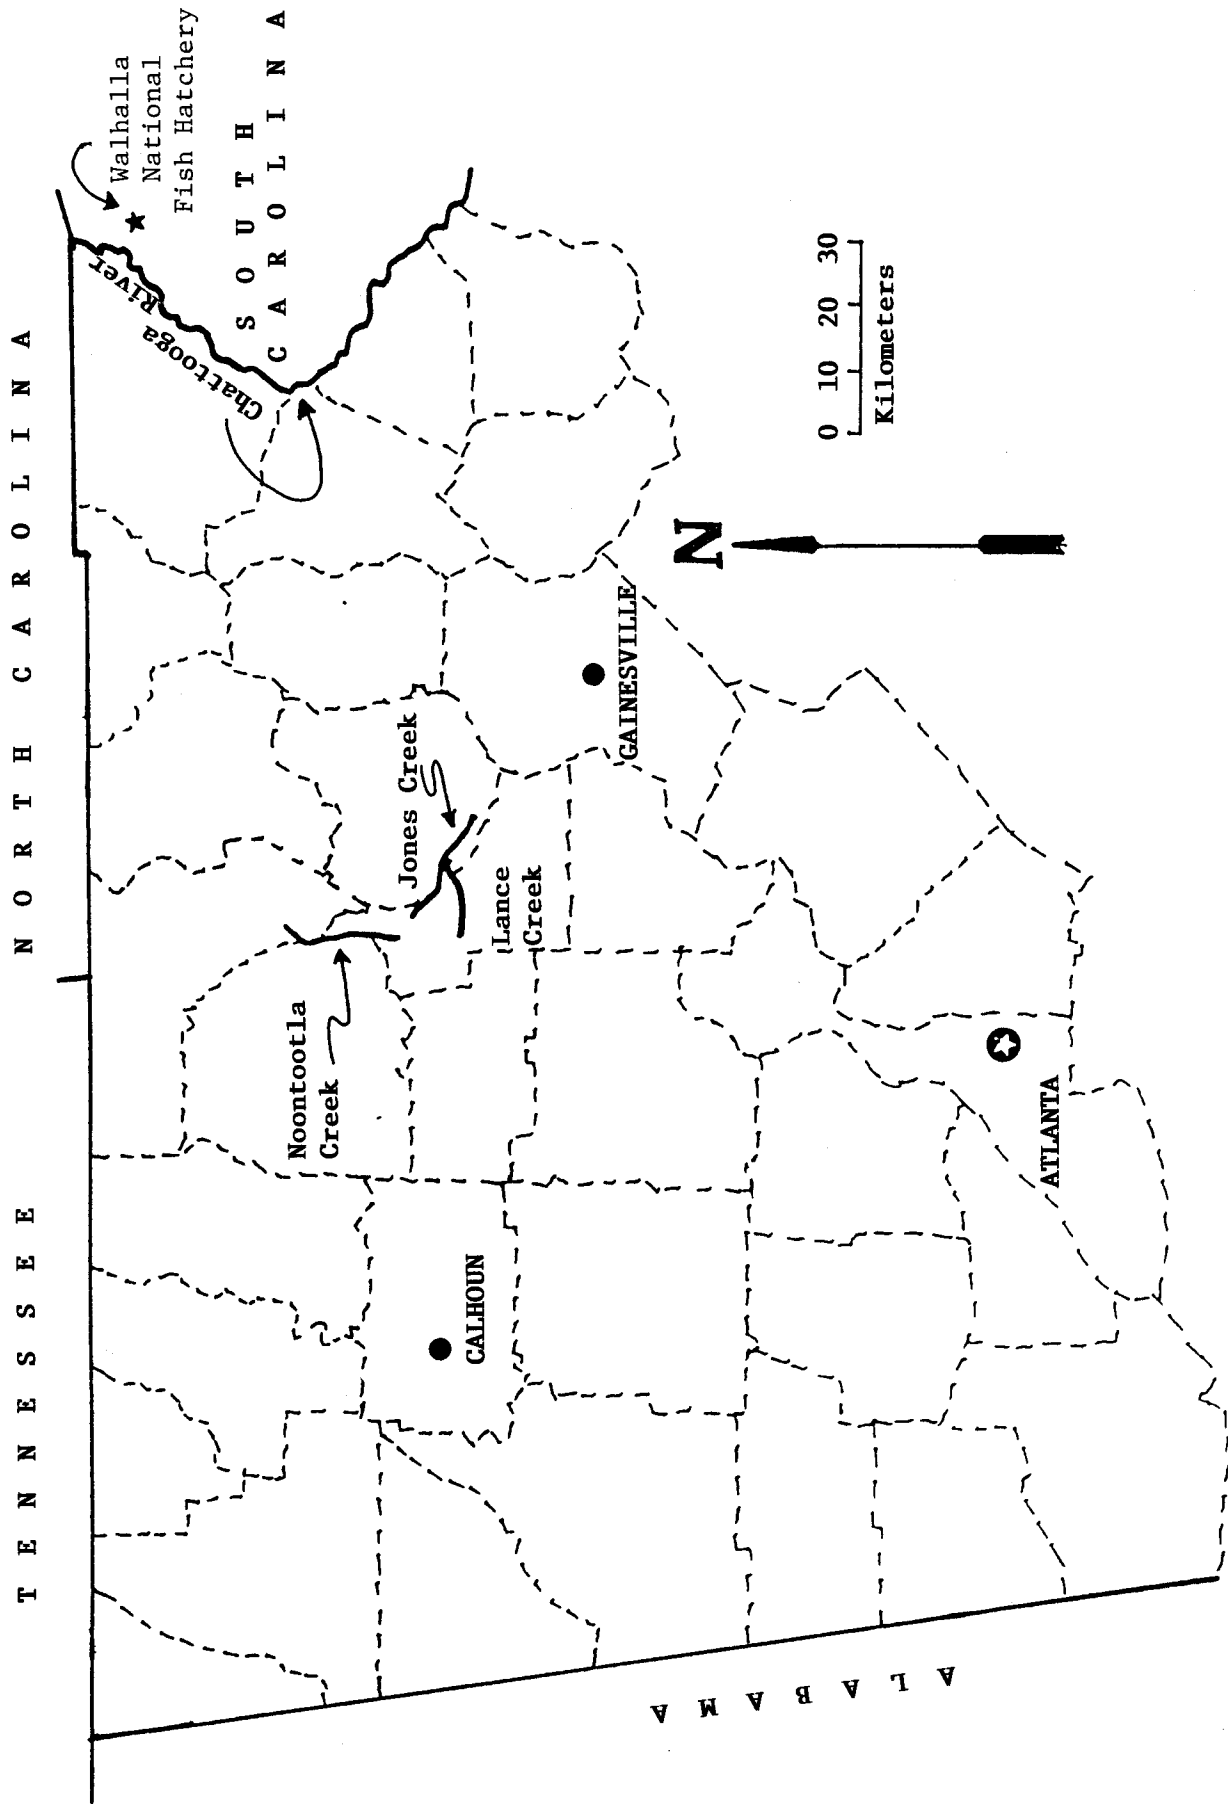 TENNESSEE
NORTH CAROLINA
SOUTH
CAROLINA
Walhalla
National
Fish Hatchery
Chattooga River
Noontootla
Creek
Jones Creek
Lance
Creek
CALHOUN
GAINESVILLE
ATLANTA
ALABAMA
N
0 10 20 30
Kilometers